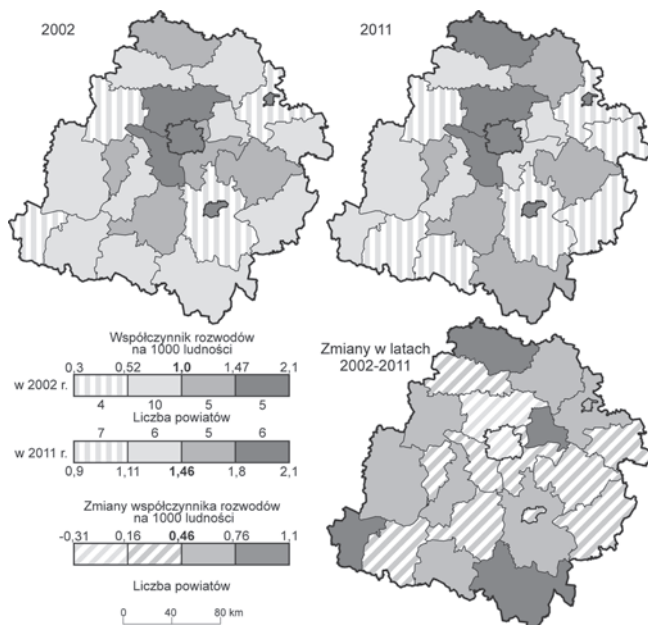 2002
2011
Współczynnik rozwodów
na 1000 ludności
0,3 0,52 1,0 1,47 2,1
w 2002 r.
4 10 5 5
Liczba powiatów
7 6 5 6
w 2011 r.
0,9 1,11 1,46 1,8 2,1
Zmiany współczynnika rozwodów
na 1000 ludności
-0,31 0,16 0,46 0,76 1,1
Liczba powiatów
0 40 80 km
Zmiany w latach
2002-2011